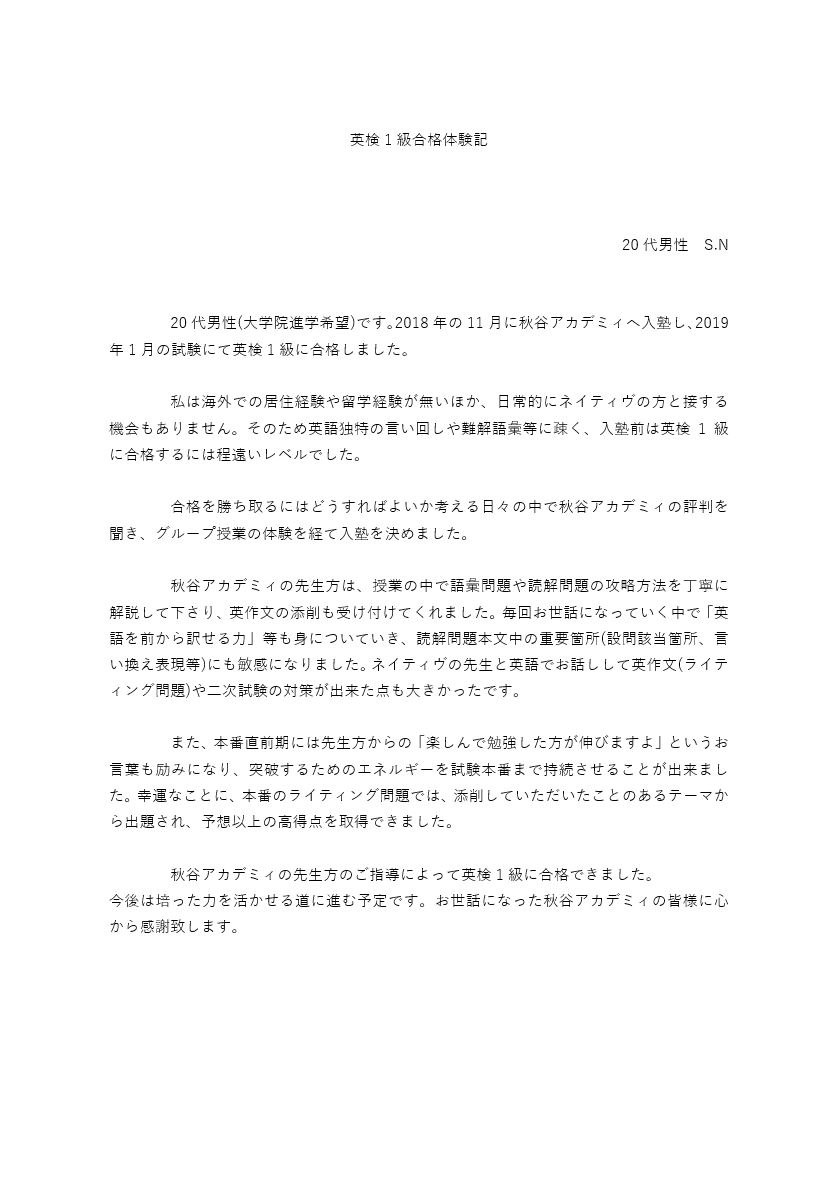 英検1級合格体験記
20代男性　S.N
20代男性(大学院進学希望)です。2018年の11月に秋谷アカデミィへ入塾し、2019
年1月の試験にて英検1級に合格しました。
私は海外での居住経験や留学経験が無いほか、日常的にネイティヴの方と接する
機会もありません。そのため英語独特の言い回しや難解語彙等に疎く、入塾前は英検 1 級
に合格するには程遠いレベルでした。
合格を勝ち取るにはどうすればよいか考える日々の中で秋谷アカデミィの評判を
聞き、グループ授業の体験を経て入塾を決めました。
秋谷アカデミィの先生方は、授業の中で語彙問題や読解問題の攻略方法を丁寧に
解説して下さり、英作文の添削も受け付けてくれました。毎回お世話になっていく中で「英
語を前から訳せる力」等も身についていき、読解問題本文中の重要箇所(設問該当箇所、言
い換え表現等)にも敏感になりました。ネイティヴの先生と英語でお話しして英作文(ライテ
ィング問題)や二次試験の対策が出来た点も大きかったです。
また、本番直前期には先生方からの「楽しんで勉強した方が伸びますよ」というお
言葉も励みになり、突破するためのエネルギーを試験本番まで持続させることが出来まし
た。幸運なことに、本番のライティング問題では、添削していただいたことのあるテーマか
ら出題され、予想以上の高得点を取得できました。
秋谷アカデミィの先生方のご指導によって英検1級に合格できました。
今後は培った力を活かせる道に進む予定です。お世話になった秋谷アカデミィの皆様に心
から感謝致します。